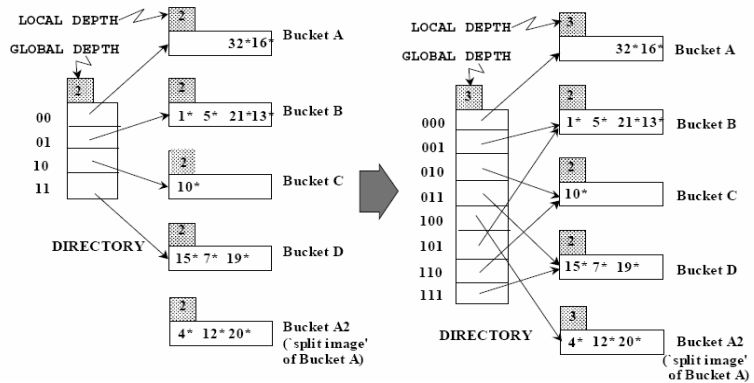 LOCAL DEPTH
GLOBAL DEPTH
2
32*16*
Bucket A
2
00
01
10
11
DIRECTORY
2
1* 5* 21*13*
Bucket B
2
10*
Bucket C
2
15* 7* 19*
Bucket D
2
4* 12*20*
Bucket A2
(`split image'
of Bucket A)
LOCAL DEPTH
GLOBAL DEPTH
3
32*16*
Bucket A
3
000
001
010
011
100
101
110
111
DIRECTORY
2
1* 5* 21*13*
Bucket B
2
10*
Bucket C
2
15* 7* 19*
Bucket D
3
4* 12*20*
Bucket A2
(`split image'
of Bucket A)